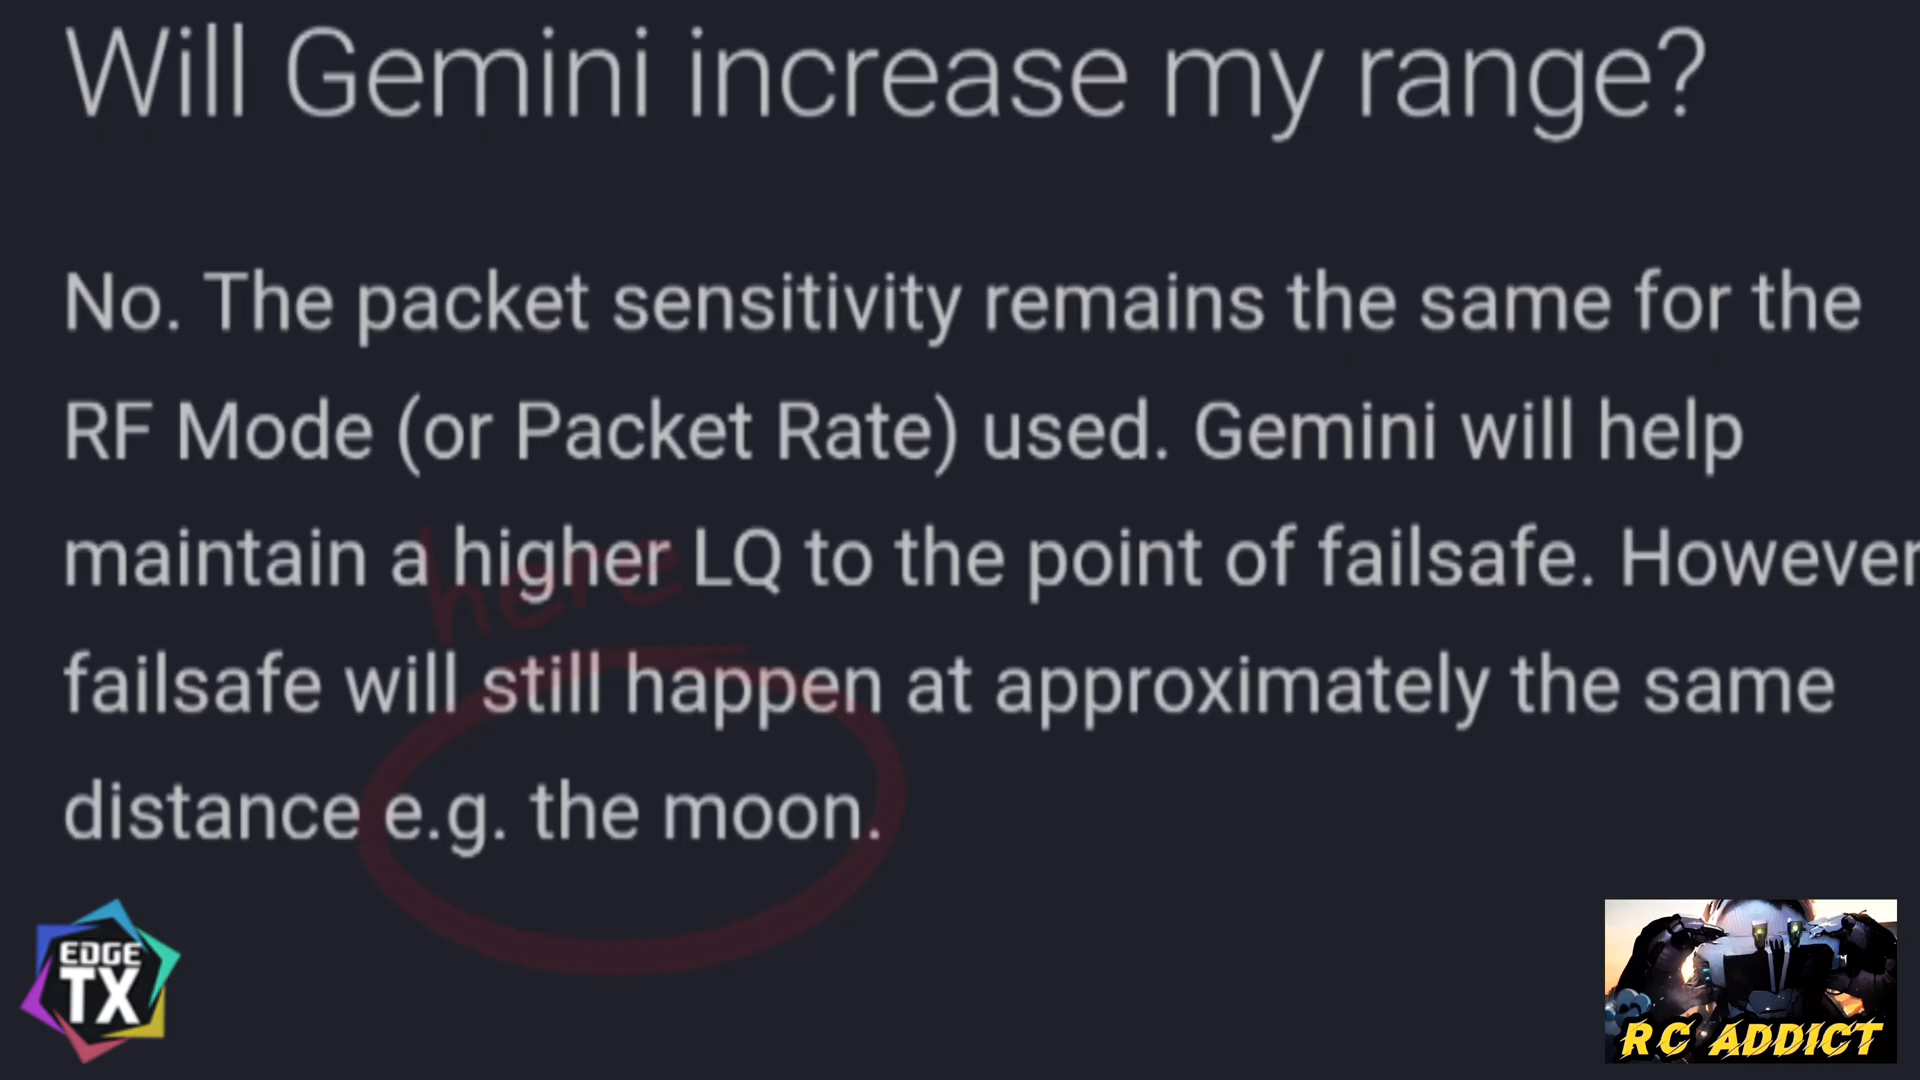 Will Gemini increase my range?
No. The packet sensitivity remains the same for the
RF Mode (or Packet Rate) used. Gemini will help
maintain a higher LQ to the point of failsafe. However
here
failsafe will still happen at approximately the same
distance e.g. the moon.
EDGE
TX
RC ADDICT